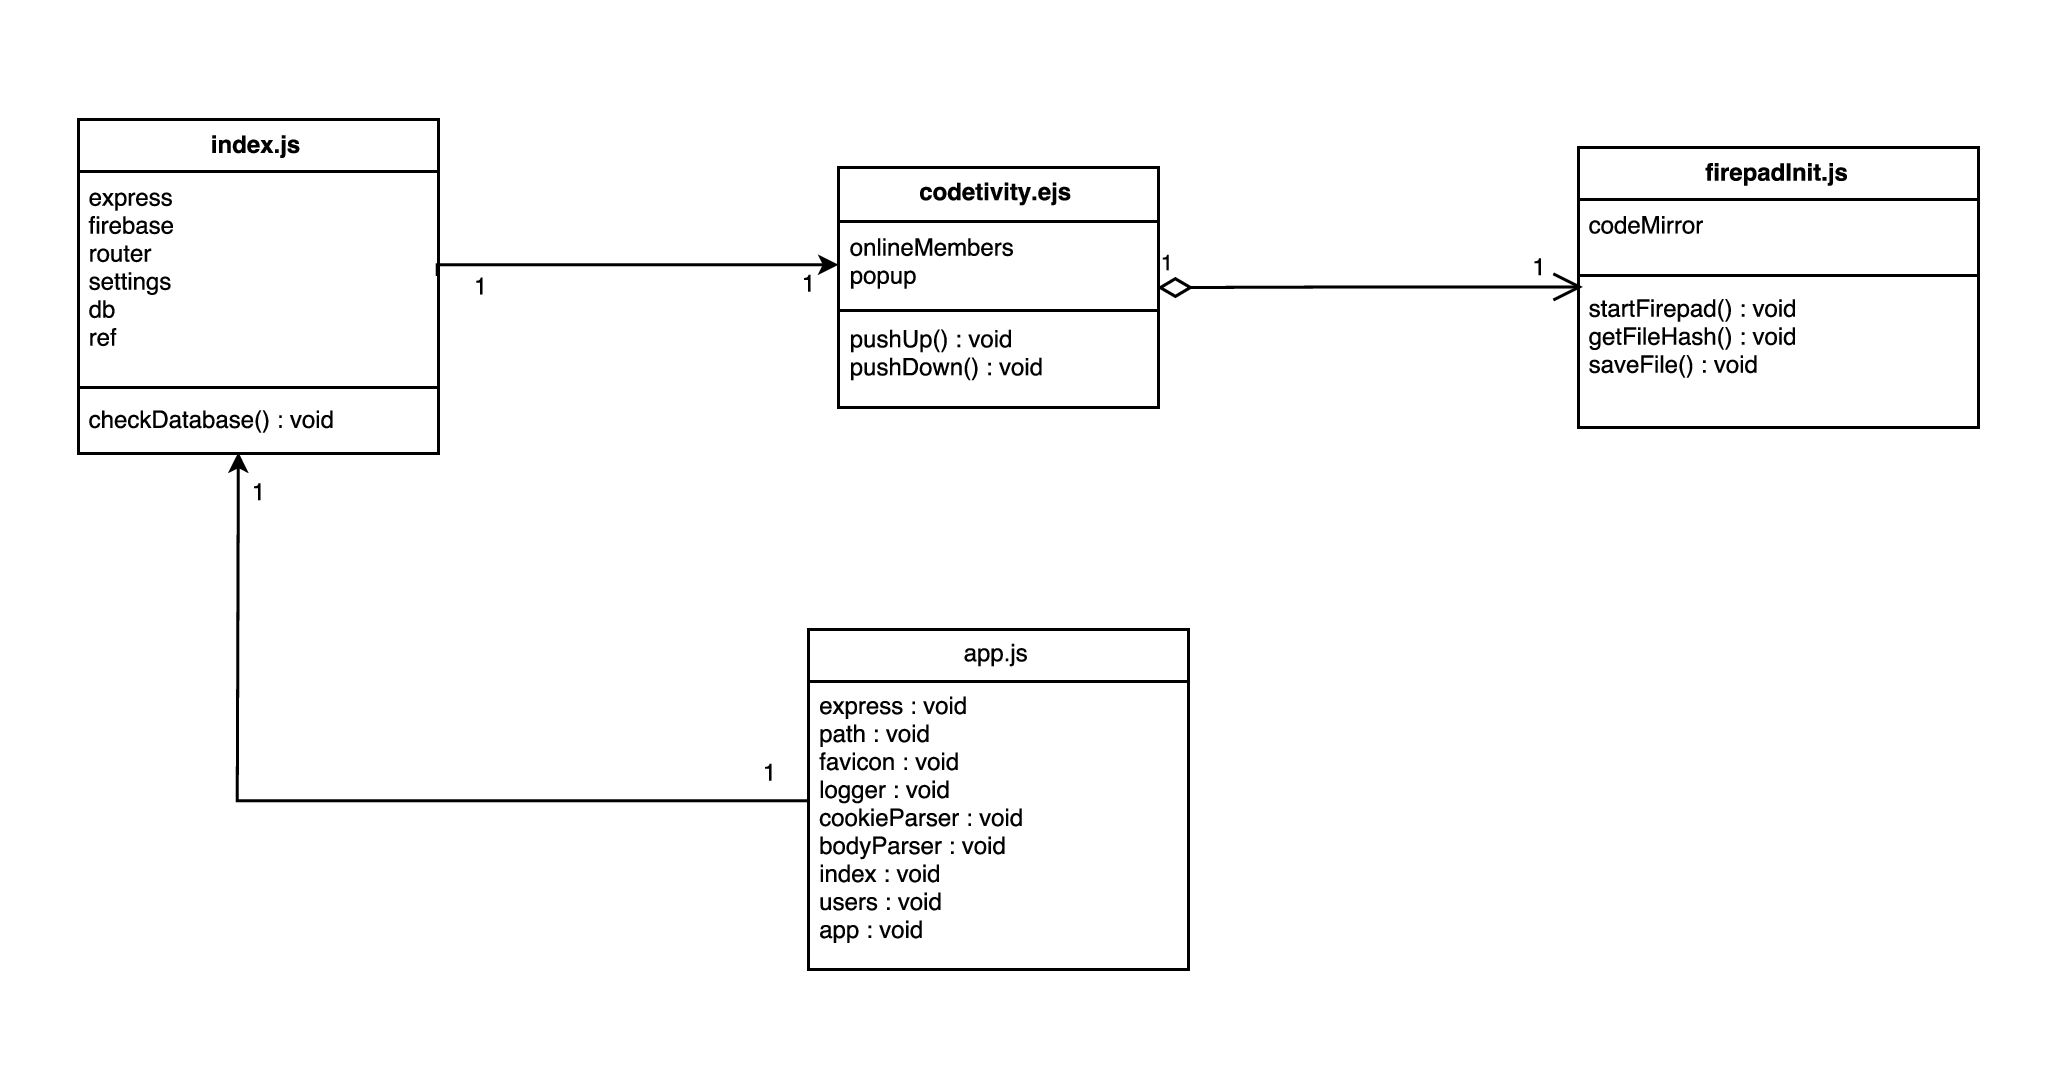 index.js
express
firebase
router
settings
db
ref
checkDatabase() : void
1
1
codetivity.ejs
onlineMembers
popup
pushUp() : void
pushDown() : void
1
1
firepadInit.js
codeMirror
startFirepad() : void
getFileHash() : void
saveFile() : void
1
1
app.js
express : void
path : void
favicon : void
logger : void
cookieParser : void
bodyParser : void
index : void
users : void
app : void